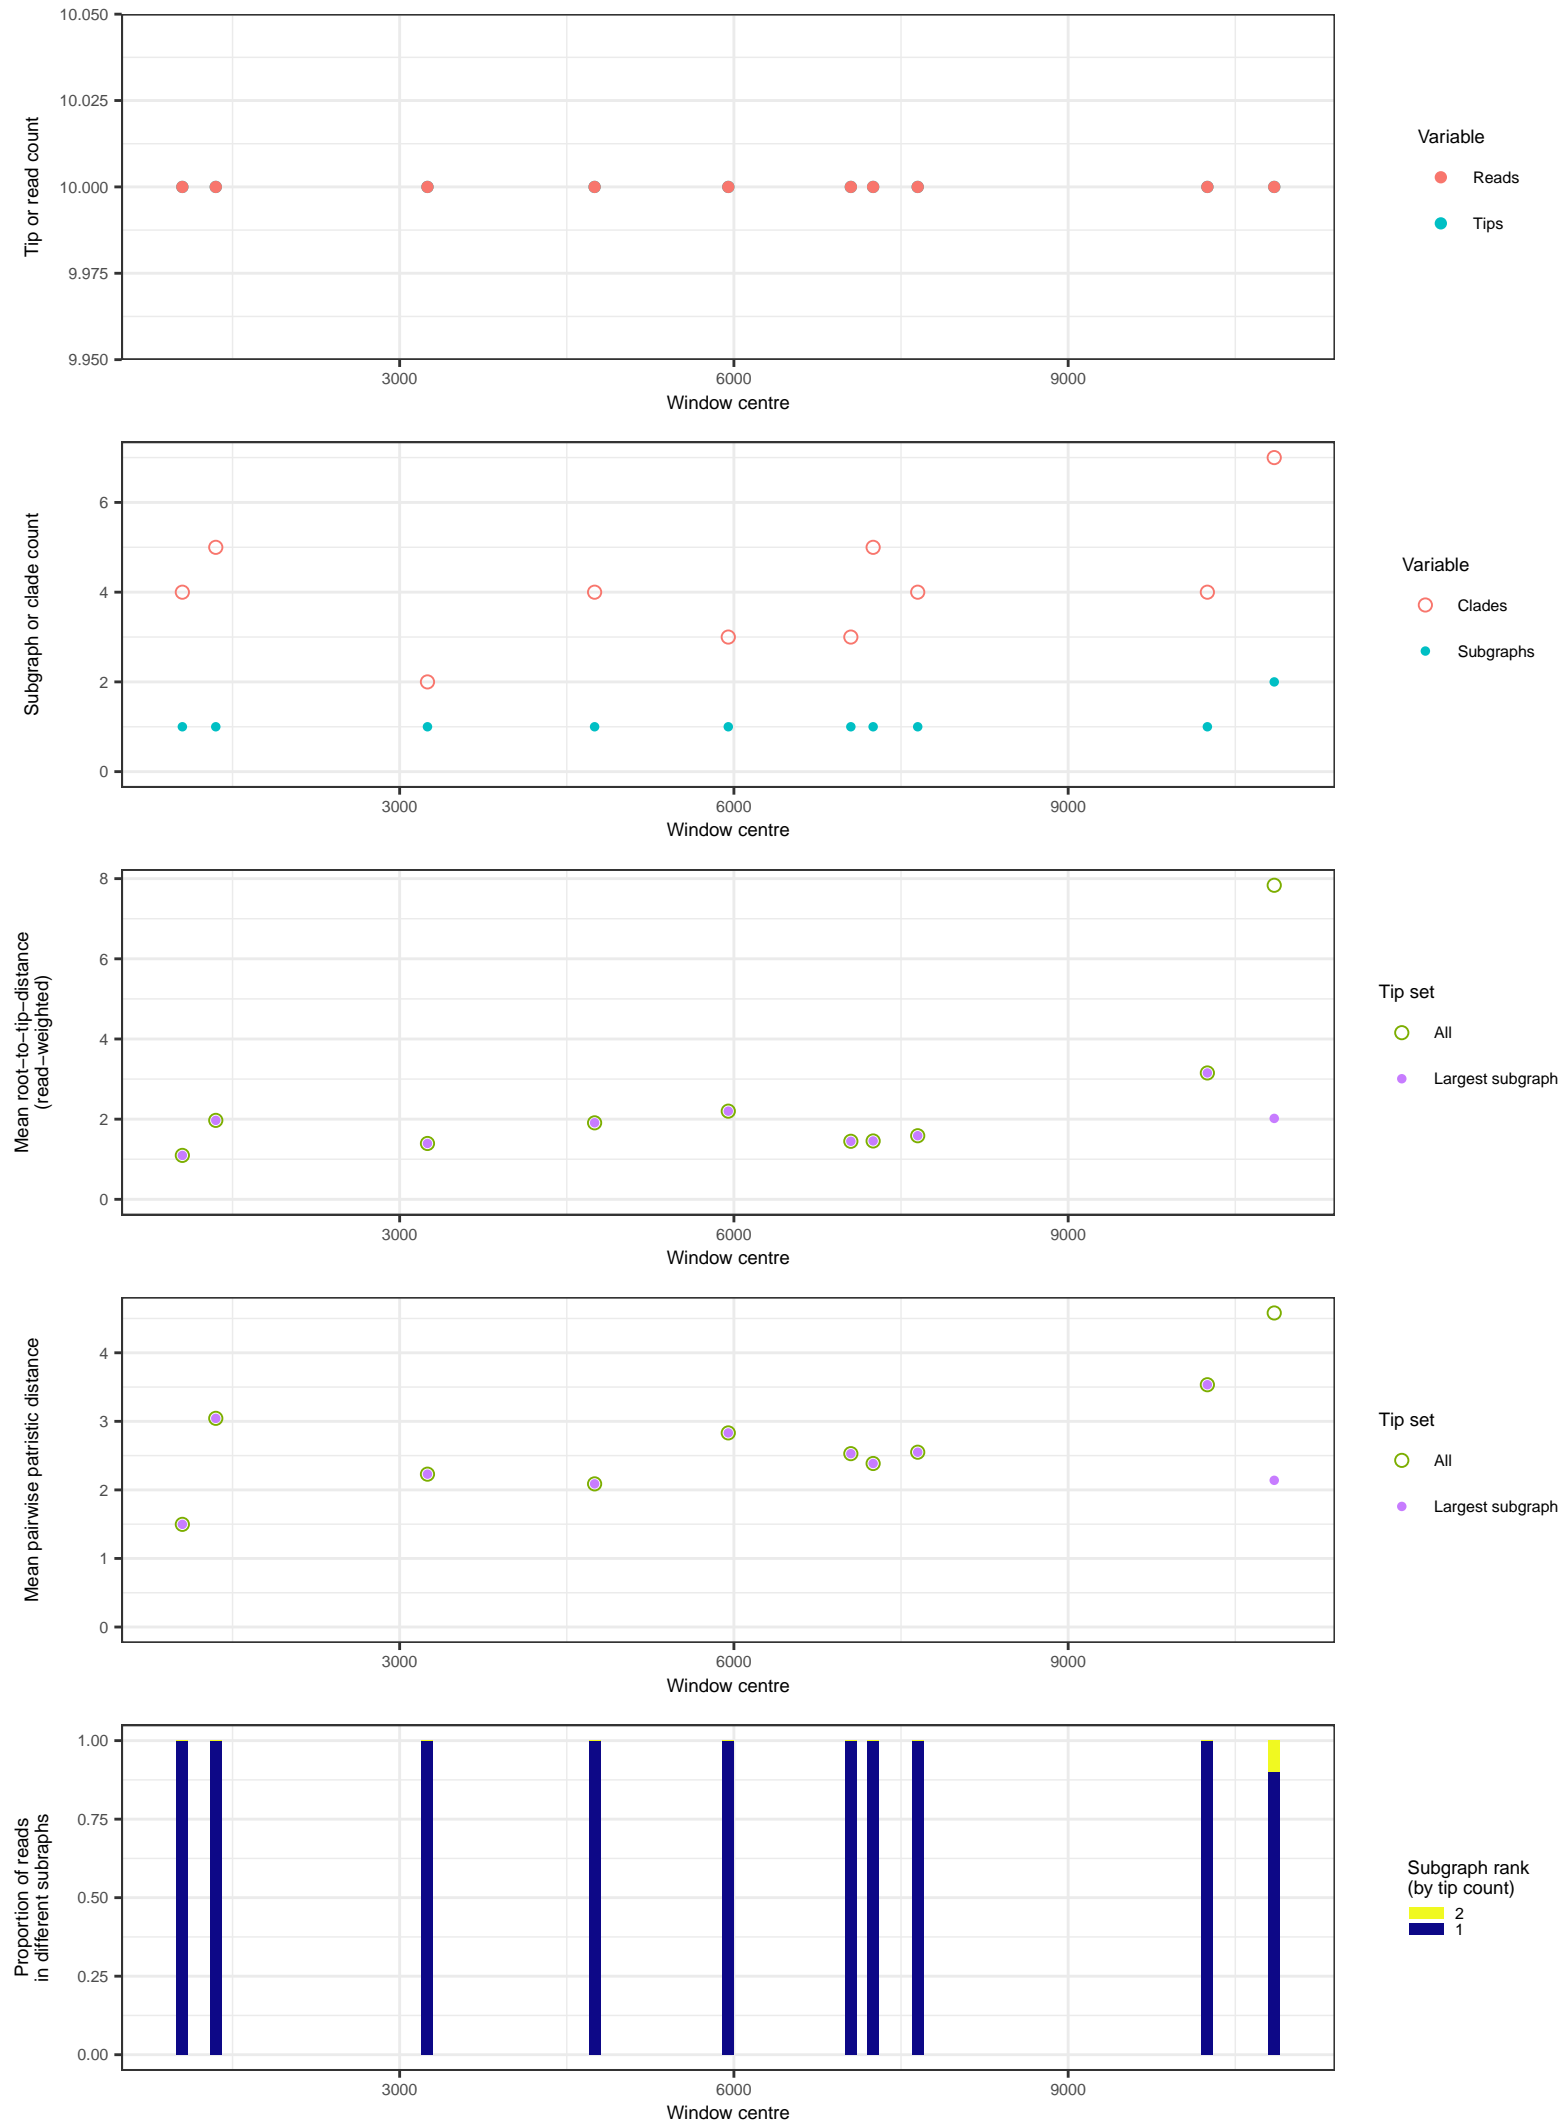 10.050
10.025
10.000
9.975
9.950
Tip or read count
3000
6000
9000
Window centre
Variable
Reads
Tips
6
4
2
0
Subgraph or clade count
3000
6000
9000
Window centre
Variable
Clades
Subgraphs
8
6
4
2
0
Mean root−to−tip−distance
(read−weighted)
3000
6000
9000
Window centre
Tip set
All
Largest subgraph
4
3
2
1
0
Mean pairwise patristic distance
3000
6000
9000
Window centre
Tip set
All
Largest subgraph
1.00
0.75
0.50
0.25
0.00
Proportion of reads
in different subraphs
3000
6000
9000
Window centre
Subgraph rank
(by tip count)
2
1